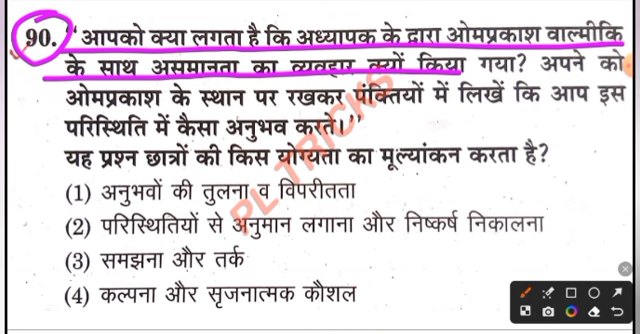 90. "आपको क्या लगता है कि अध्यापक के द्वारा ओमप्रकाश वाल्मीकि
के साथ असमानता का व्यवहार क्यों किया गया? अपने को
ओमप्रकाश के स्थान पर रखकर पंक्तियों में लिखें कि आप इस
परिस्थिति में कैसा अनुभव करते।''
यह प्रश्न छात्रों की किस योग्यता का मूल्यांकन करता है?
(1) अनुभवों की तुलना व विपरीतता
(2) परिस्थितियों से अनुमान लगाना और निष्कर्ष निकालना
(3) समझना और तर्क
(4) कल्पना और सृजनात्मक कौशल
PL TRICKS